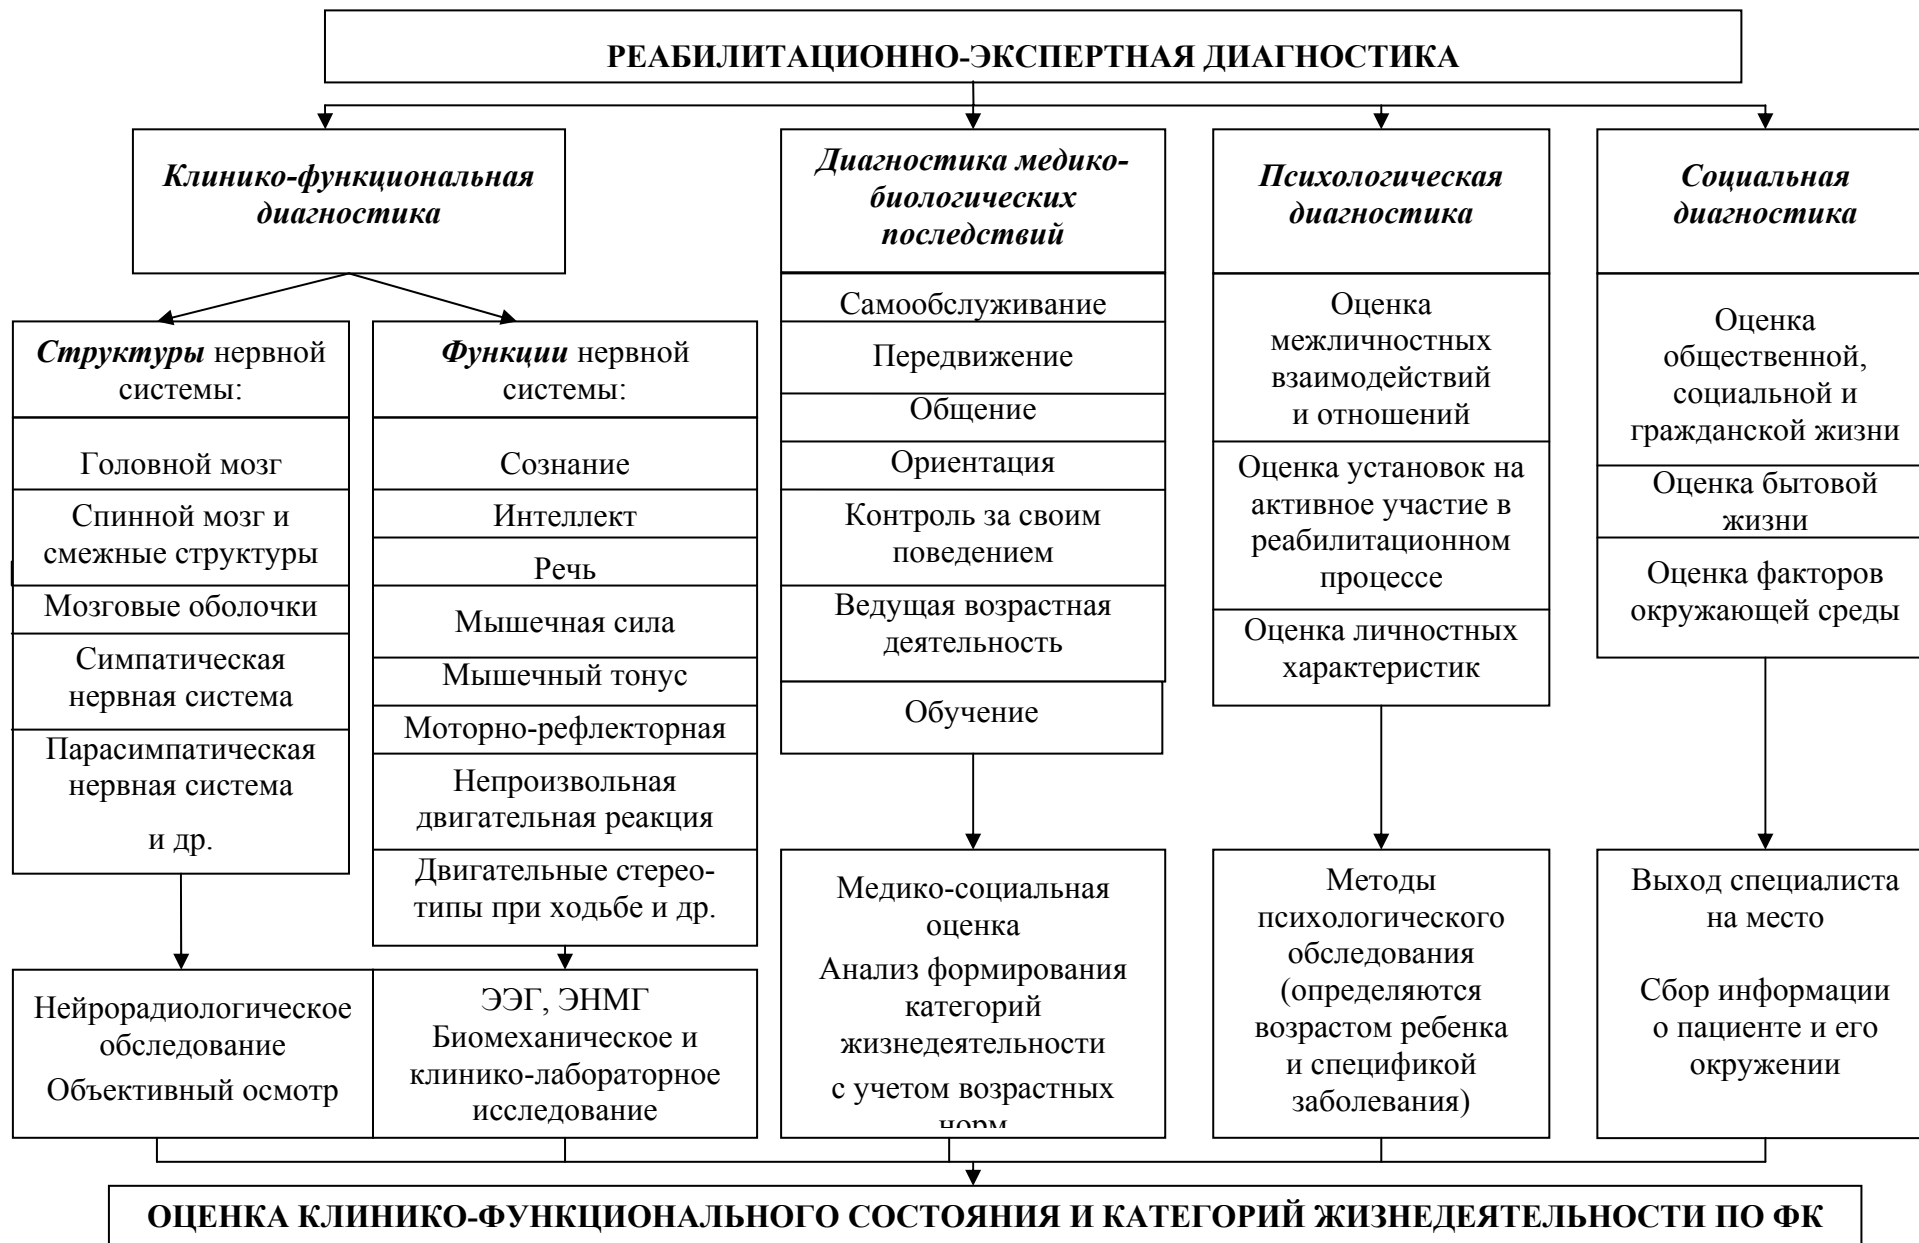 РЕАБИЛИТАЦИОННО-ЭКСПЕРТНАЯ ДИАГНОСТИКА
Клинико-функциональная
диагностика
Структуры нервной
системы:
Головной мозг
Спинной мозг и
смежные структуры
Мозговые оболочки
Симпатическая
нервная система
Парасимпатическая
нервная система
и др.
Нейрорадиологическое
обследование
Объективный осмотр
Функции нервной
системы:
Сознание
Интеллект
Речь
Мышечная сила
Мышечный тонус
Моторно-рефлекторная
Непроизвольная
двигательная реакция
Двигательные стерео-
типы при ходьбе и др.
ЭЭГ, ЭНМГ
Биомеханическое и
клинико-лабораторное
исследование
Диагностика медико-
биологических
последствий
Самообслуживание
Передвижение
Общение
Ориентация
Контроль за своим
поведением
Ведущая возрастная
деятельность
Обучение
Медико-социальная
оценка
Анализ формирования
категорий
жизнедеятельности
с учетом возрастных
норм
Психологическая
диагностика
Оценка
межличностных
взаимодействий
и отношений
Оценка установок на
активное участие в
реабилитационном
процессе
Оценка личностных
характеристик
Методы
психологического
обследования
(определяются
возрастом ребенка
и спецификой
заболевания)
Социальная
диагностика
Оценка
общественной,
социальной и
гражданской жизни
Оценка бытовой
жизни
Оценка факторов
окружающей среды
Выход специалиста
на место
Сбор информации
о пациенте и его
окружении
ОЦЕНКА КЛИНИКО-ФУНКЦИОНАЛЬНОГО СОСТОЯНИЯ И КАТЕГОРИЙ ЖИЗНЕДЕЯТЕЛЬНОСТИ ПО ФК